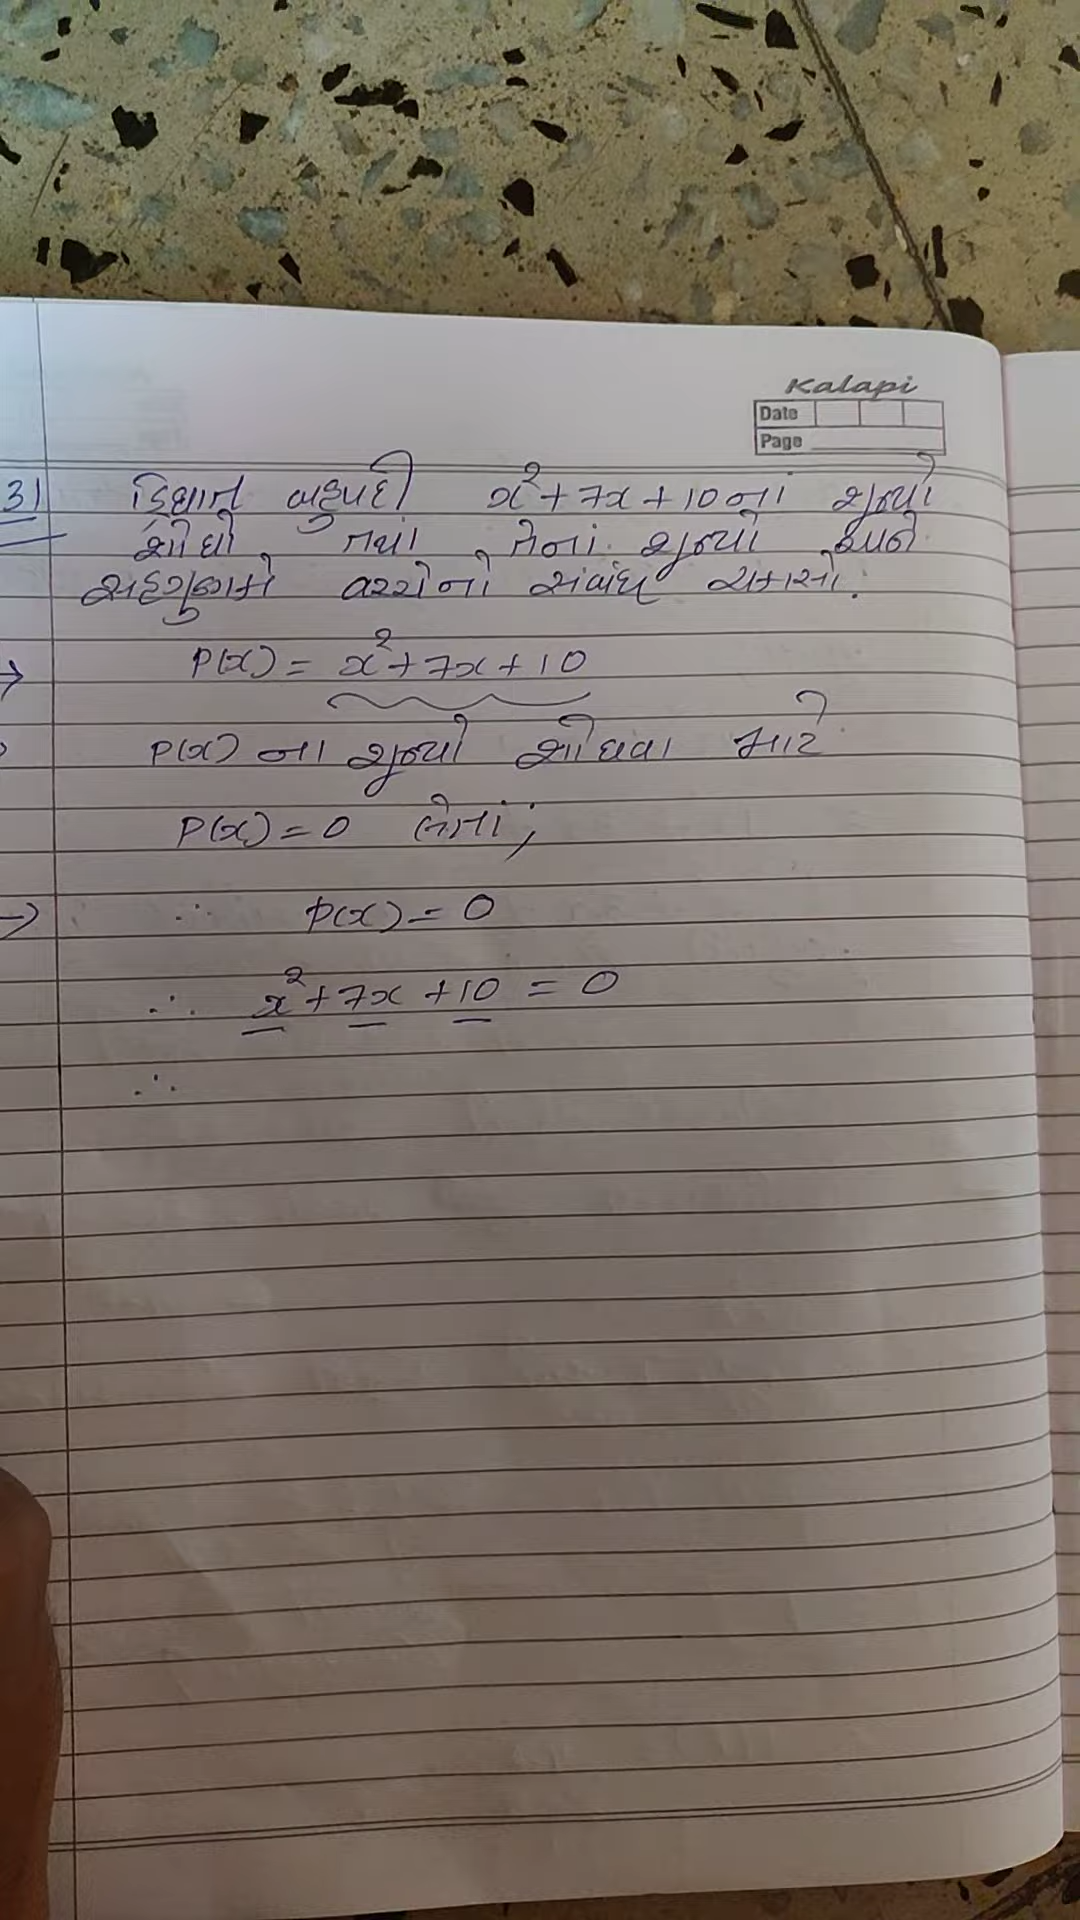 Kalapi
Date
Page
31 દ્વિઘાત બહુપદી x²+7x+10નાં શૂન્યો
શોધો તથા તેનાં શૂન્યો અને
સહગુણકો વચ્ચેનો સંબંધ ચકાસો.
→ P(x) = x²+7x+10
P(x) ના શૂન્યો શોધવા માટે
P(x)=0 લેતાં;
→ ∴ P(x)=0
∴ x²+7x+10 = 0
∴